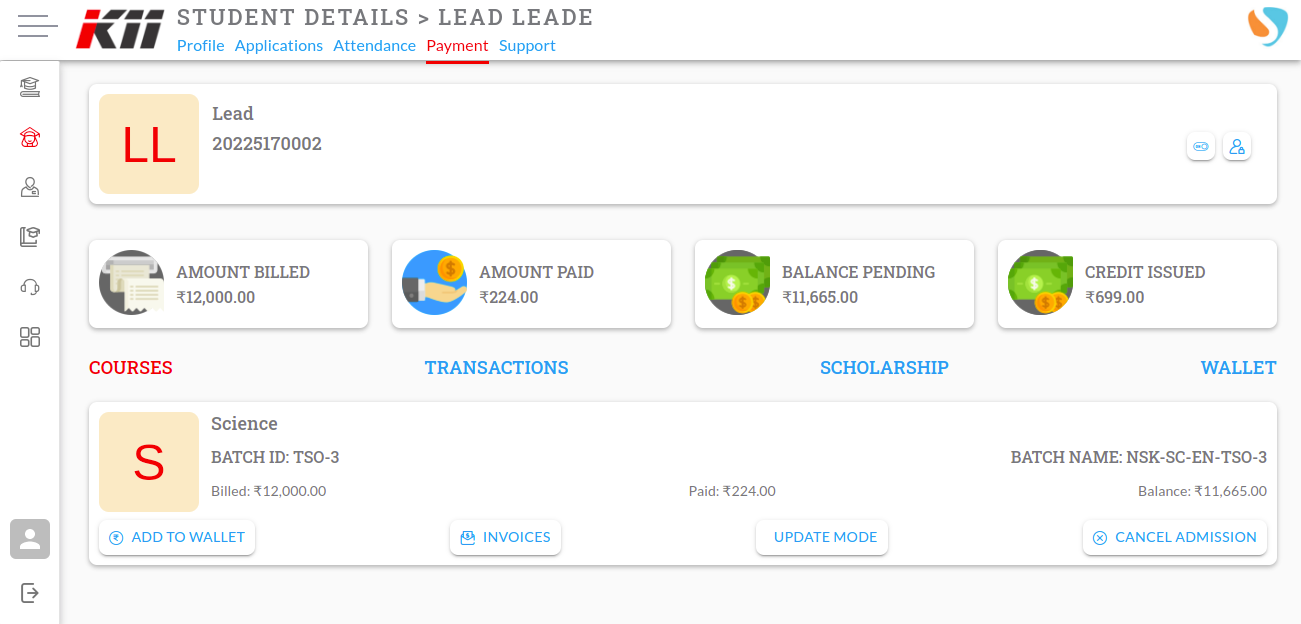 KII
STUDENT DETAILS > LEAD LEADE
Profile Applications Attendance Payment Support
LL
Lead
20225170002
AMOUNT BILLED
₹12,000.00
AMOUNT PAID
₹224.00
BALANCE PENDING
₹11,665.00
CREDIT ISSUED
₹699.00
COURSES TRANSACTIONS SCHOLARSHIP WALLET
S
Science
BATCH ID: TSO-3 BATCH NAME: NSK-SC-EN-TSO-3
Billed: ₹12,000.00 Paid: ₹224.00 Balance: ₹11,665.00
ADD TO WALLET INVOICES UPDATE MODE CANCEL ADMISSION